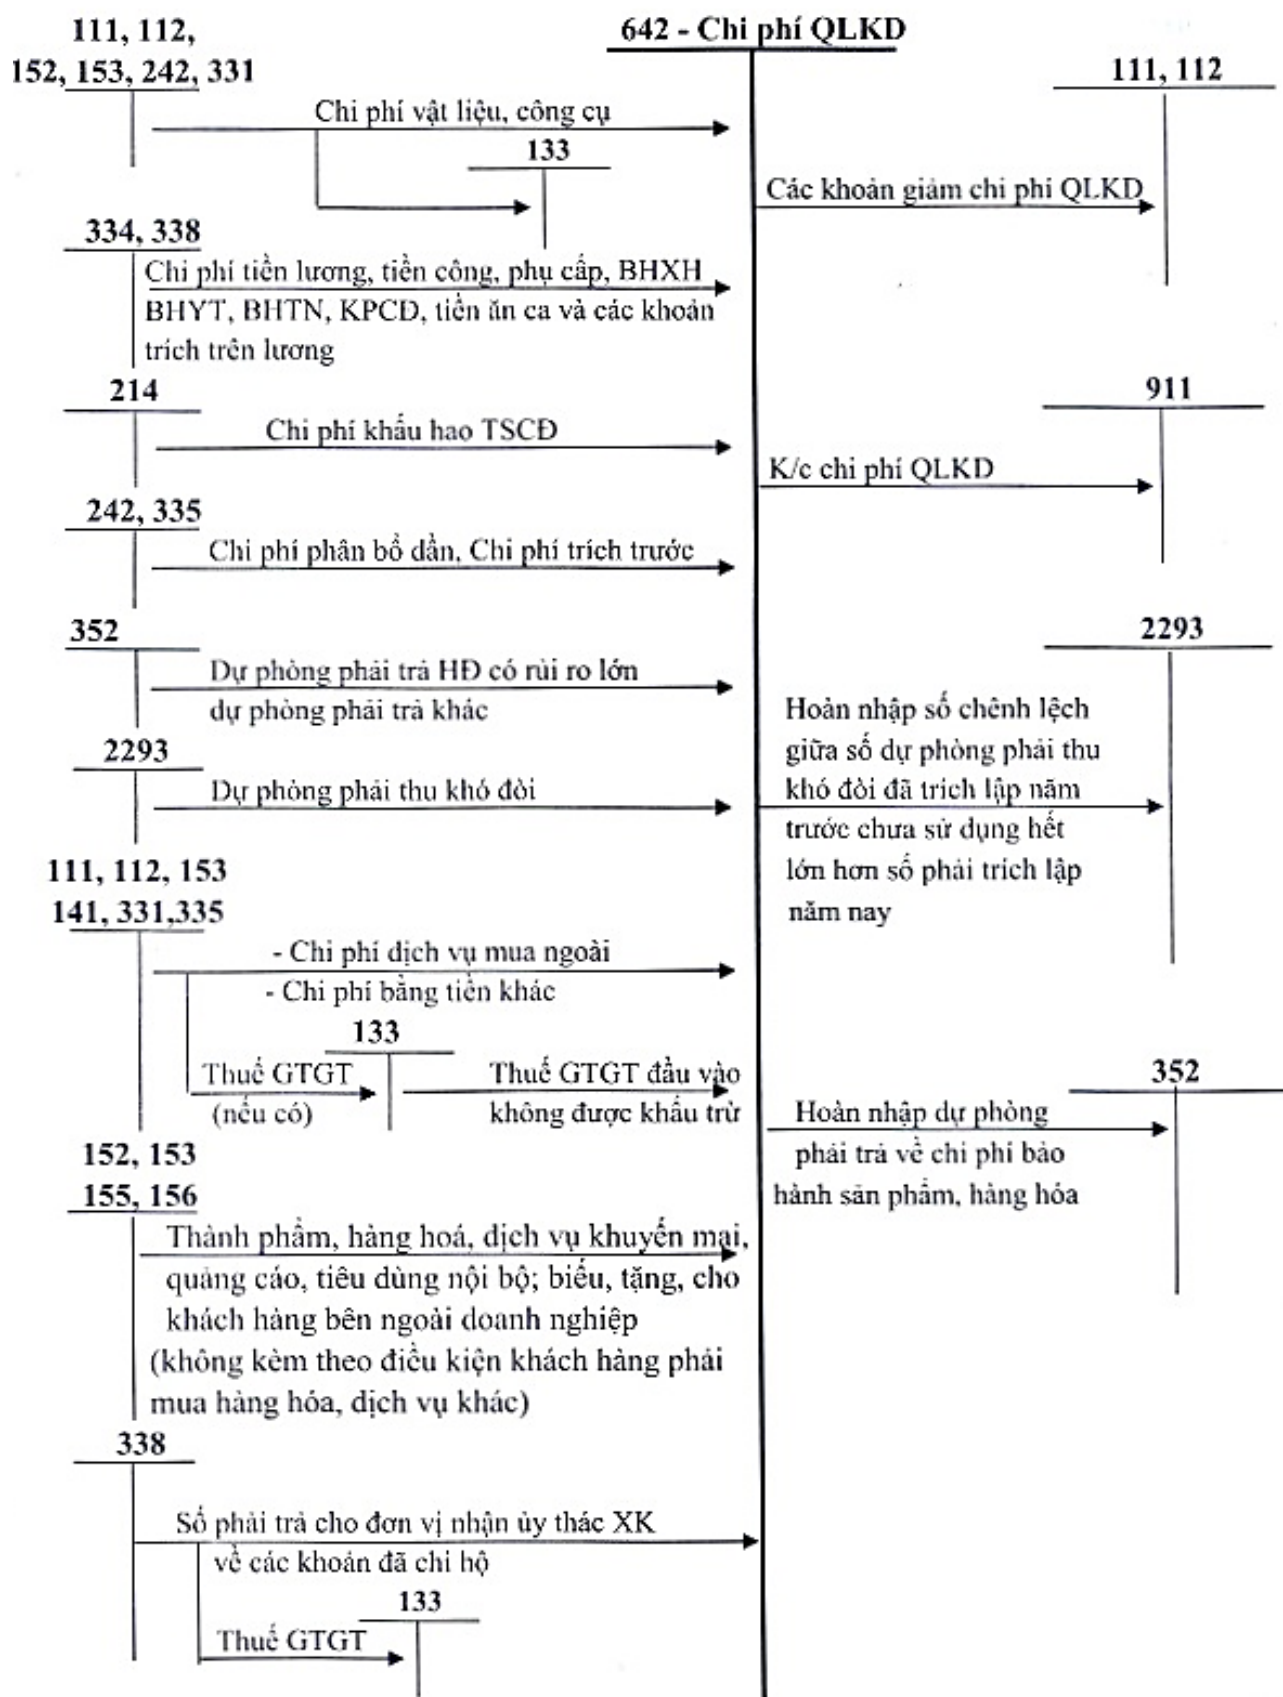 111, 112,
152, 153, 242, 331
642 - Chi phí QLKD
111, 112
Chi phí vật liệu, công cụ
133
Các khoản giảm chi phí QLKD
334, 338
Chi phí tiền lương, tiền công, phụ cấp, BHXH
BHYT, BHTN, KPCĐ, tiền ăn ca và các khoản
trích trên lương
214
Chi phí khấu hao TSCĐ
911
K/c chi phí QLKD
242, 335
Chi phí phân bổ dần, Chi phí trích trước
352
Dự phòng phải trả HĐ có rủi ro lớn
dự phòng phải trả khác
2293
Dự phòng phải thu khó đòi
2293
Hoàn nhập số chênh lệch
giữa số dự phòng phải thu
khó đòi đã trích lập năm
trước chưa sử dụng hết
lớn hơn số phải trích lập
năm nay
111, 112, 153
141, 331,335
- Chi phí dịch vụ mua ngoài
- Chi phí bằng tiền khác
133
Thuế GTGT
(nếu có)
Thuế GTGT đầu vào
không được khấu trừ
352
Hoàn nhập dự phòng
phải trả về chi phí bảo
hành sản phẩm, hàng hóa
152, 153
155, 156
Thành phẩm, hàng hoá, dịch vụ khuyến mại,
quảng cáo, tiêu dùng nội bộ; biếu, tặng, cho
khách hàng bên ngoài doanh nghiệp
(không kèm theo điều kiện khách hàng phải
mua hàng hóa, dịch vụ khác)
338
Số phải trả cho đơn vị nhận ủy thác XK
về các khoản đã chi hộ
133
Thuế GTGT